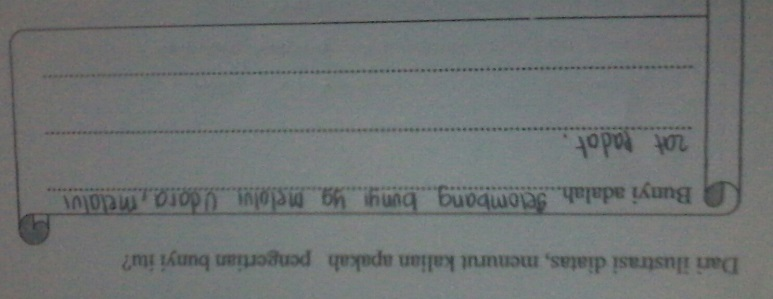 Dari ilustrasi diatas, menurut kalian apakah pengertian bunyi itu?
Bunyi adalah gelombang bunyi yg melalui udara, melalui
zat padat.